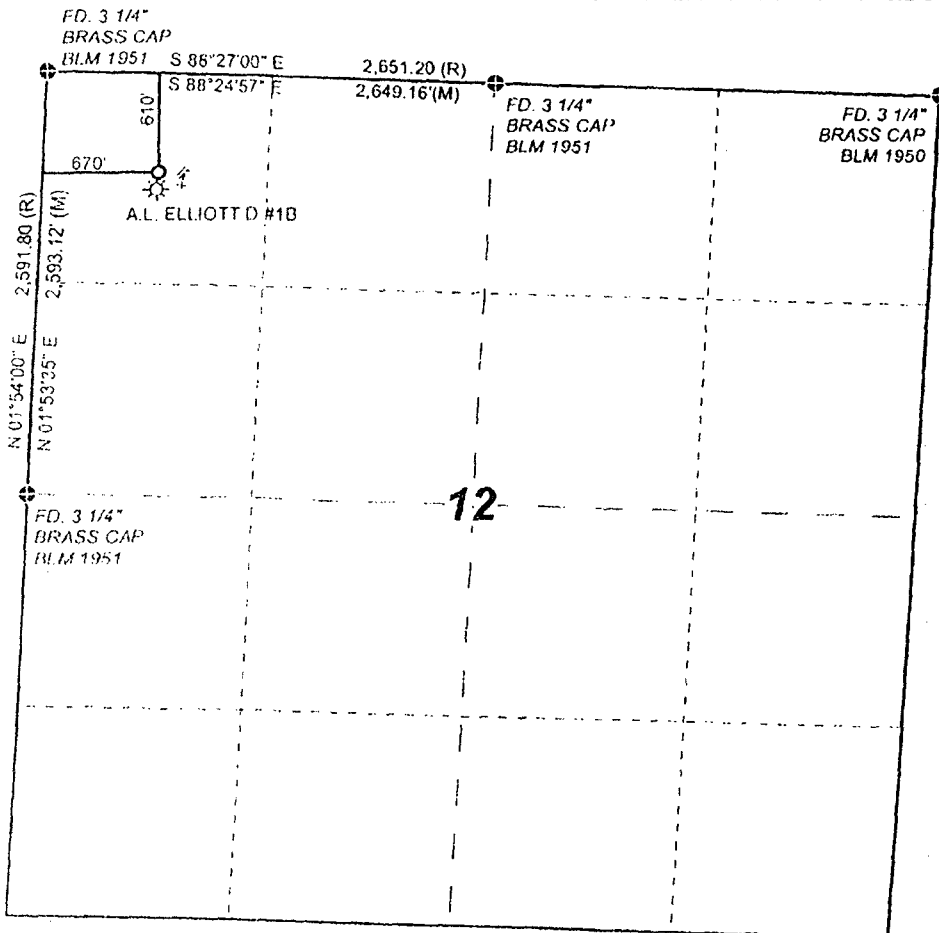 FD. 3 1/4"
BRASS CAP
BLM 1951
S 86°27'00" E
2,651.20 (R)
S 88°24'57" E
2,649.16'(M)
FD. 3 1/4"
BRASS CAP
BLM 1951
FD. 3 1/4"
BRASS CAP
BLM 1950
610'
670'
A.L. ELLIOTT D #1B
N 01°54'00" E 2,591.80 (R)
N 01°53'35" E 2,593.12' (M)
12
FD. 3 1/4"
BRASS CAP
BLM 1951